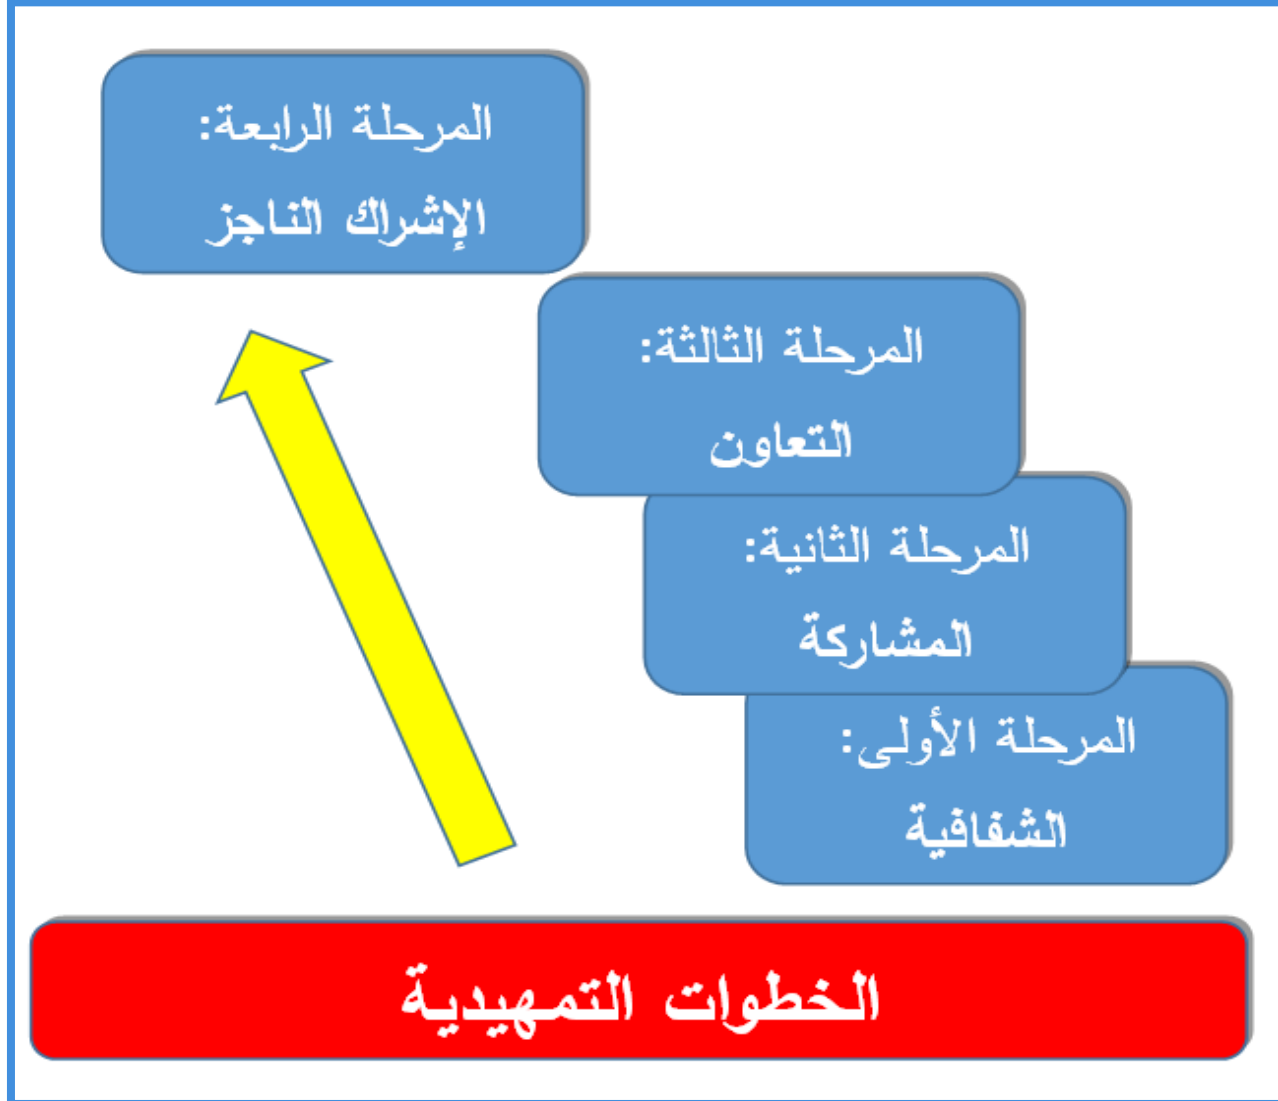 المرحلة الرابعة:
الإشراك الناجز
المرحلة الثالثة:
التعاون
المرحلة الثانية:
المشاركة
المرحلة الأولى:
الشفافية
الخطوات التمهيدية